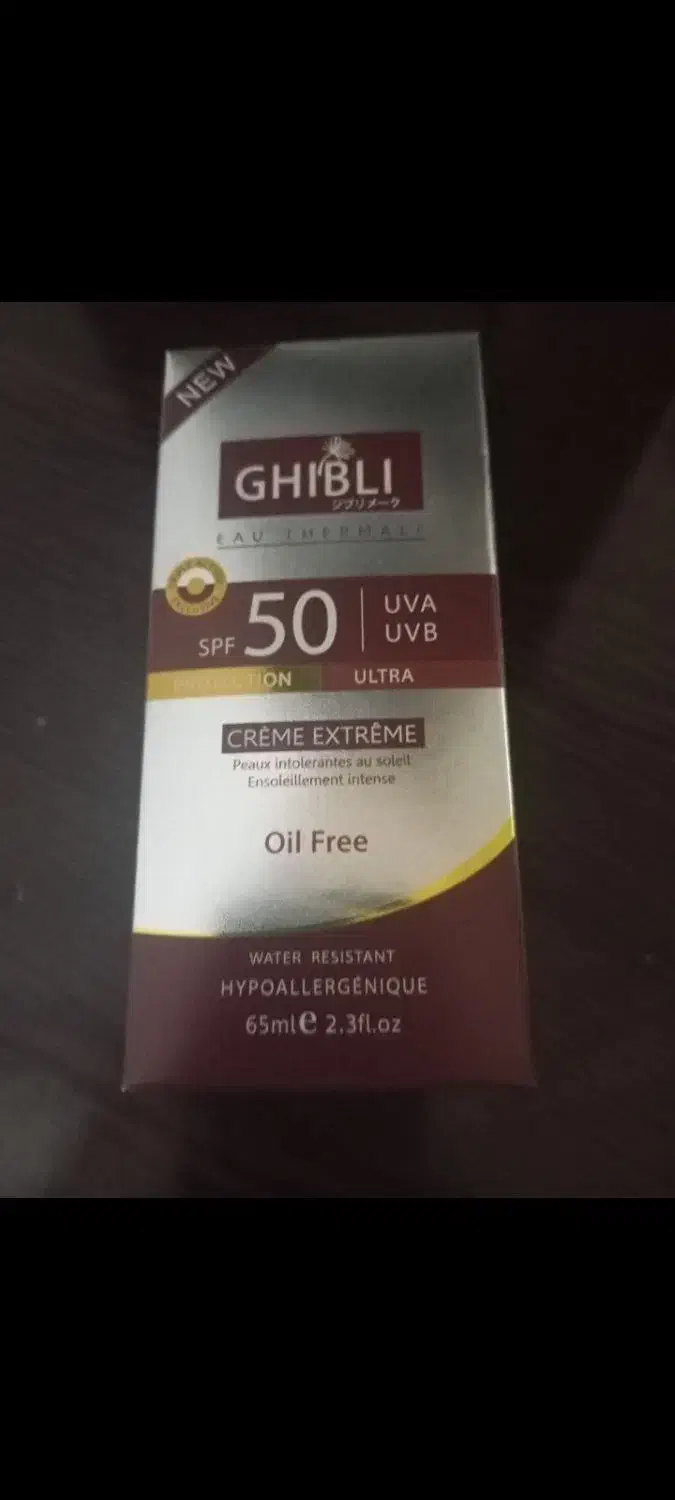 NEW
GHIBLI
ジブリメーク
EAU THERMALE
SPF 50
UVA
UVB
PROTECTION ULTRA
CRÈME EXTRÊME
Peaux intolerantes au soleil
Ensoleillement intense
Oil Free
WATER RESISTANT
HYPOALLERGÉNIQUE
65ml e 2.3fl.oz